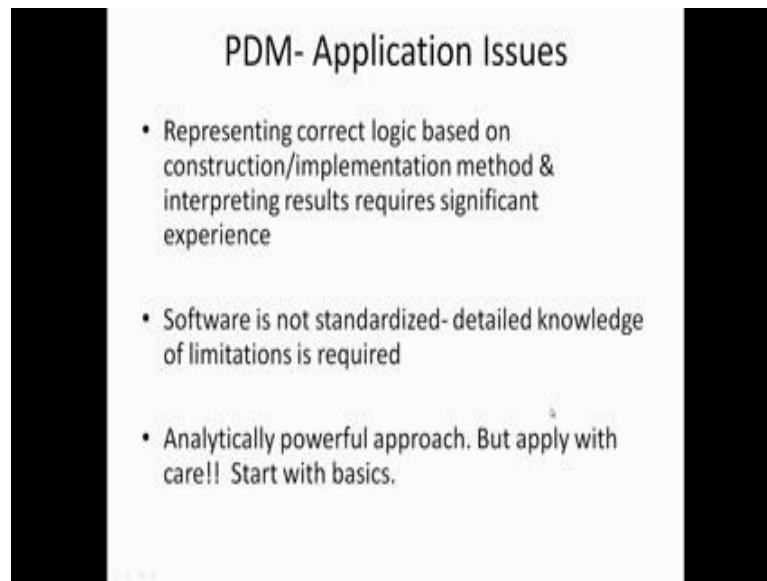 PDM- Application Issues
• Representing correct logic based on
construction/implementation method &
interpreting results requires significant
experience
• Software is not standardized- detailed knowledge
of limitations is required
• Analytically powerful approach. But apply with
care!! Start with basics.